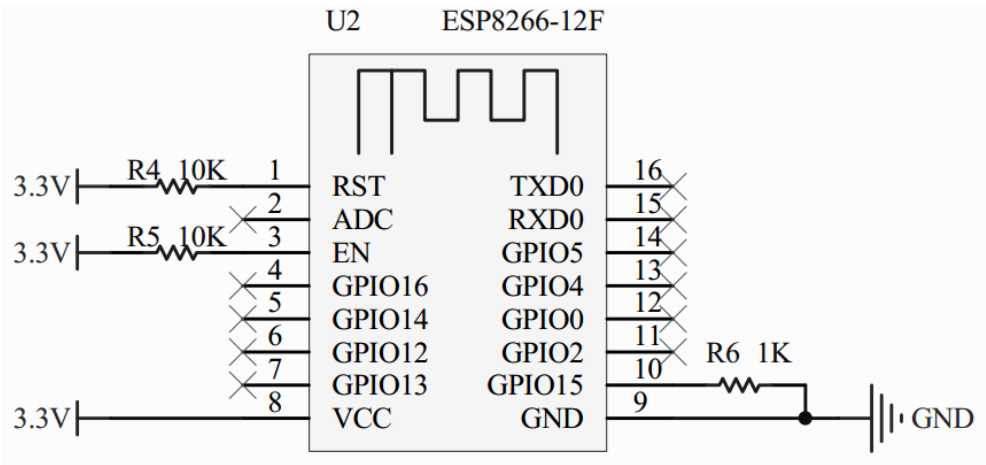 U2 ESP8266-12F
3.3V R4 10K 1 RST TXD0 16
2 ADC RXD0 15
3.3V R5 10K 3 EN GPIO5 14
4 GPIO16 GPIO4 13
5 GPIO14 GPIO0 12
6 GPIO12 GPIO2 11
7 GPIO13 GPIO15 10 R6 1K
3.3V 8 VCC GND 9 GND